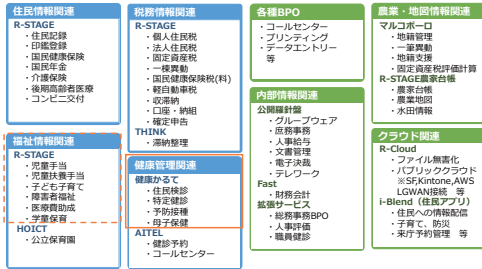 住民情報関連
R-STAGE
・住民記録
・印鑑登録
・国民健康保険
・国民年金
・介護保険
・後期高齢者医療
・コンビニ交付
福祉情報関連
R-STAGE
・児童手当
・児童扶養手当
・子ども子育て
・障害者福祉
・医療費助成
・学童保育
HOICT
・公立保育園
税務情報関連
R-STAGE
・個人住民税
・法人住民税
・固定資産税
・一棟異動
・国民健康保険税(料)
・軽自動車税
・収滞納
・口座・納組
・確定申告
THINK
・滞納整理
健康管理関連
健康かるて
・住民検診
・特定健診
・予防接種
・母子保健
AITEL
・健診予約
・コールセンター
各種BPO
・コールセンター
・プリンティング
・データエントリー
等
内部情報関連
公開羅針盤
・グループウェア
・庶務事務
・人事給与
・文書管理
・電子決裁
・テレワーク
Fast
・財務会計
拡張サービス
・総務事務BPO
・人事評価
・職員健診
農業・地図情報関連
マルコポーロ
・地籍管理
・一筆異動
・地籍支援
・固定資産税評価計算
R-STAGE農家台帳
・農家台帳
・農業地図
・水田情報
クラウド関連
R-Cloud
・ファイル無害化
・パブリッククラウド
※SF,Kintone,AWS
LGWAN接続　等
i-Blend（住民アプリ）
・住民への情報配信
・子育て、防災
・来庁予約管理　等